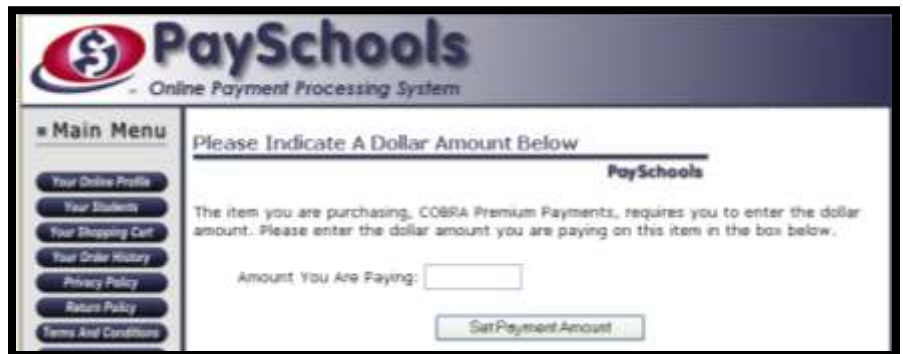 PaySchools
Online Payment Processing System
Main Menu
Please Indicate A Dollar Amount Below
PaySchools
Your Online Profile
Your Students
Your Shopping Cart
Your Order History
Privacy Policy
Return Policy
Terms And Conditions
The item you are purchasing, COBRA Premium Payments, requires you to enter the dollar
amount. Please enter the dollar amount you are paying on this item in the box below.
Amount You Are Paying:
Set Payment Amount